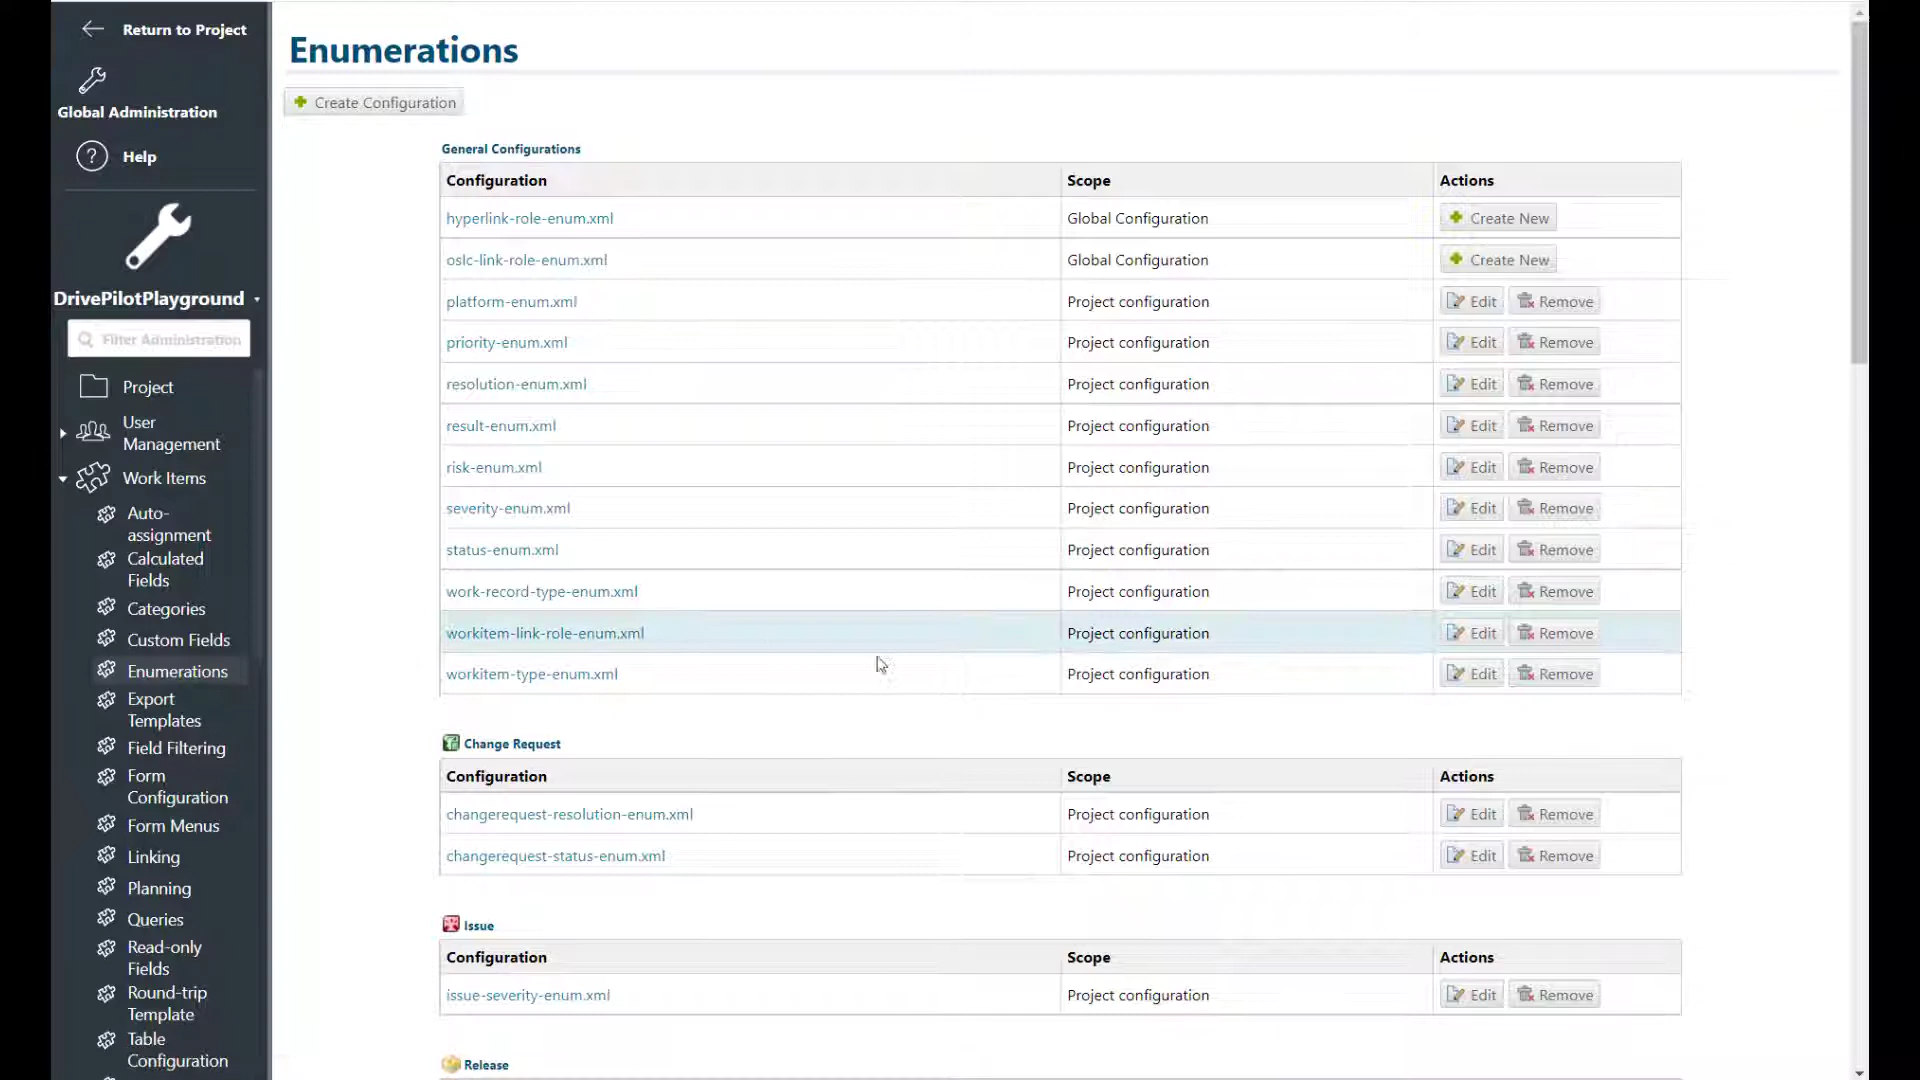 Return to Project
Global Administration
? Help
DrivePilotPlayground
Filter Administration
Project
User
Management
Work Items
Auto-
assignment
Calculated
Fields
Categories
Custom Fields
Enumerations
Export
Templates
Field Filtering
Form
Configuration
Form Menus
Linking
Planning
Queries
Read-only
Fields
Round-trip
Template
Table
Configuration
Enumerations
Create Configuration
General Configurations
Configuration Scope Actions
hyperlink-role-enum.xml Global Configuration Create New
oslc-link-role-enum.xml Global Configuration Create New
platform-enum.xml Project configuration Edit Remove
priority-enum.xml Project configuration Edit Remove
resolution-enum.xml Project configuration Edit Remove
result-enum.xml Project configuration Edit Remove
risk-enum.xml Project configuration Edit Remove
severity-enum.xml Project configuration Edit Remove
status-enum.xml Project configuration Edit Remove
work-record-type-enum.xml Project configuration Edit Remove
workitem-link-role-enum.xml Project configuration Edit Remove
workitem-type-enum.xml Project configuration Edit Remove
Change Request
Configuration Scope Actions
changerequest-resolution-enum.xml Project configuration Edit Remove
changerequest-status-enum.xml Project configuration Edit Remove
Issue
Configuration Scope Actions
issue-severity-enum.xml Project configuration Edit Remove
Release